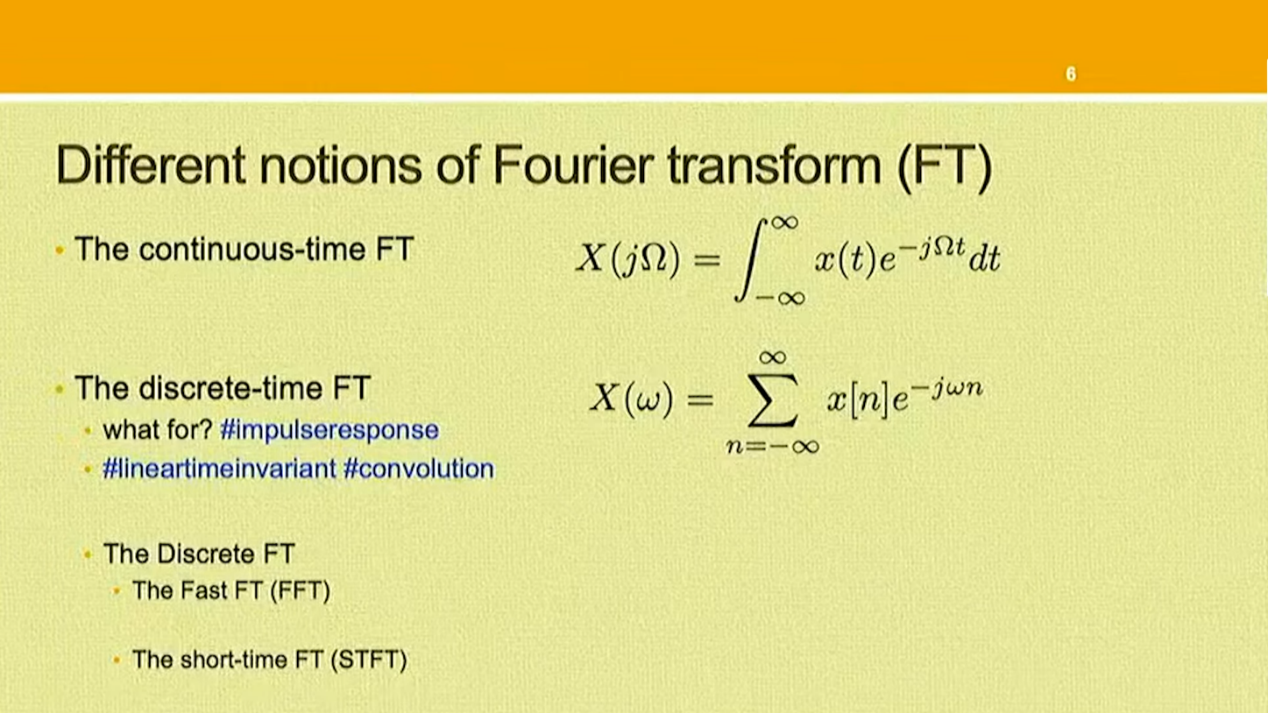 6
Different notions of Fourier transform (FT)
• The continuous-time FT
X(jΩ) = ∫_{-∞}^{∞} x(t)e^{-jΩt}dt
• The discrete-time FT
X(ω) = ∑_{n=-∞}^{∞} x[n]e^{-jωn}
• what for? #impulseresponse
• #lineartimeinvariant #convolution
• The Discrete FT
• The Fast FT (FFT)
• The short-time FT (STFT)